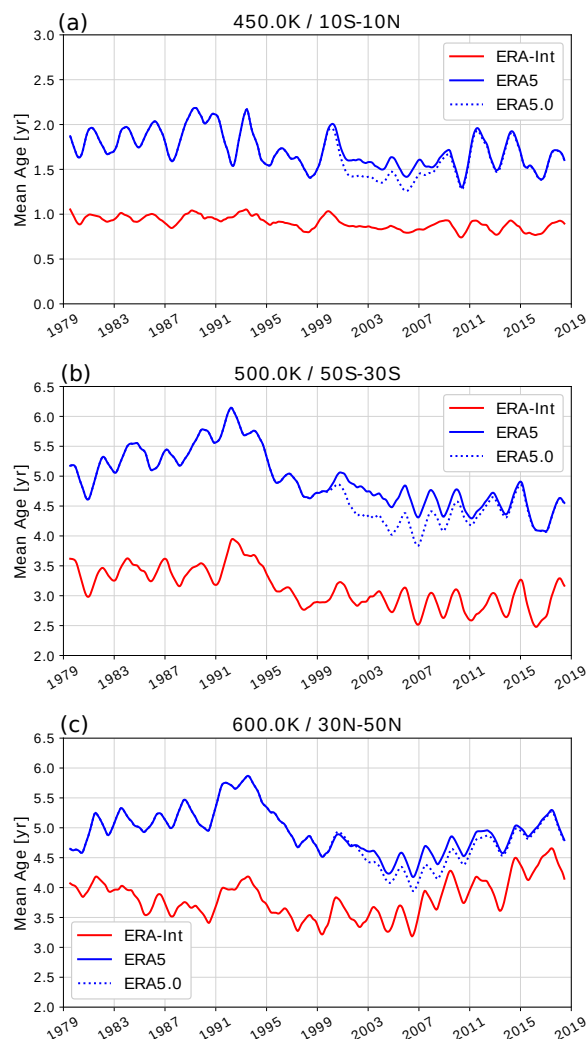 (a) 450.0K / 10S-10N
3.0
2.5
2.0
1.5
1.0
0.5
0.0
Mean Age [yr]
ERA-Int
ERA5
ERA5.0
1979 1983 1987 1991 1995 1999 2003 2007 2011 2015 2019
(b) 500.0K / 50S-30S
6.5
6.0
5.5
5.0
4.5
4.0
3.5
3.0
2.5
2.0
Mean Age [yr]
ERA-Int
ERA5
ERA5.0
1979 1983 1987 1991 1995 1999 2003 2007 2011 2015 2019
(c) 600.0K / 30N-50N
6.5
6.0
5.5
5.0
4.5
4.0
3.5
3.0
2.5
2.0
Mean Age [yr]
ERA-Int
ERA5
ERA5.0
1979 1983 1987 1991 1995 1999 2003 2007 2011 2015 2019